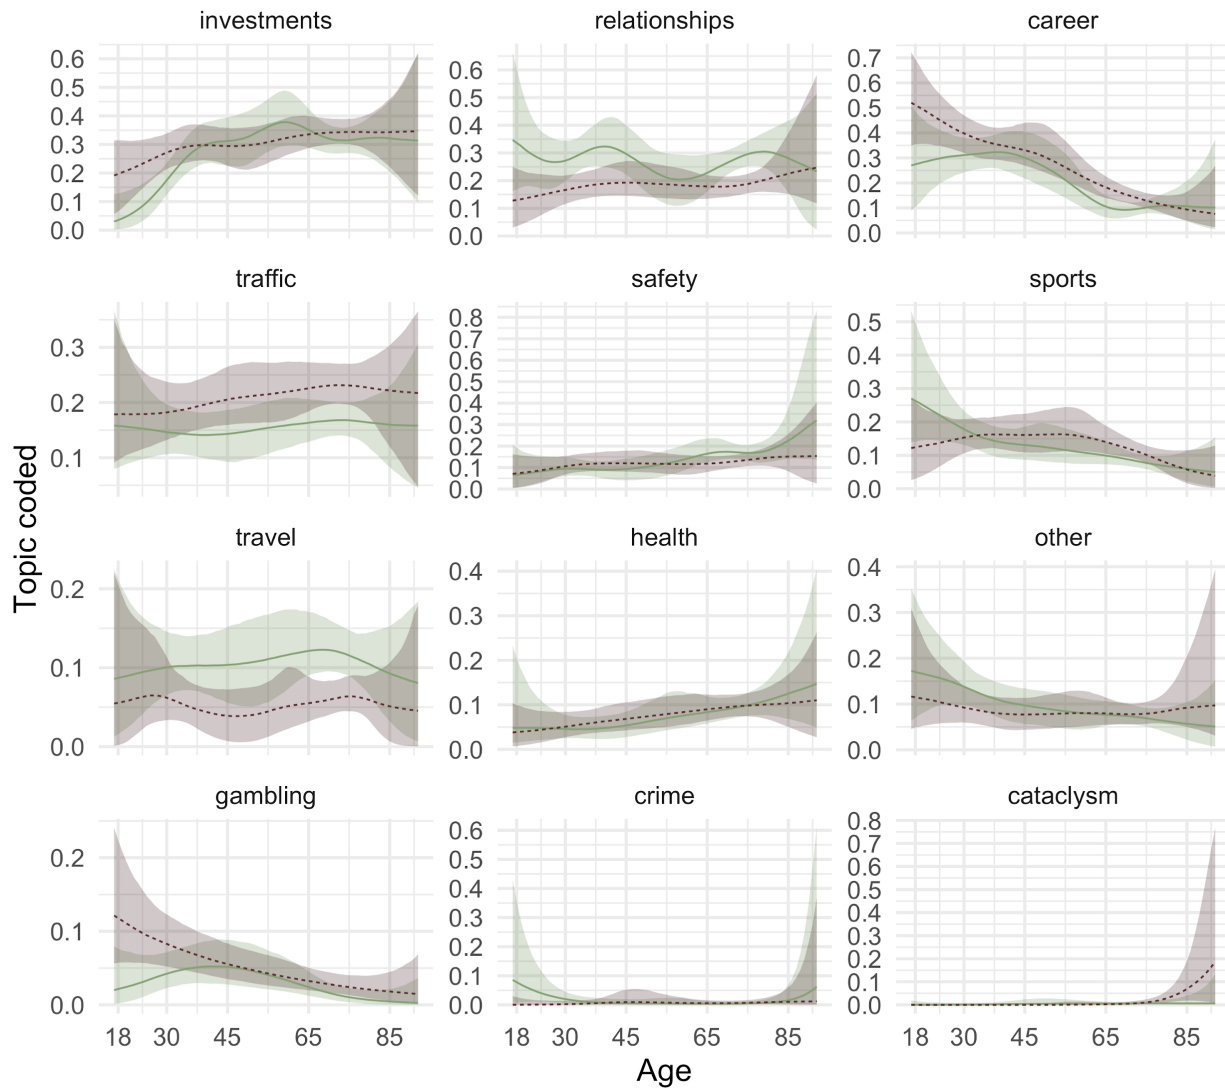 investments relationships career
0.6 0.5 0.4 0.3 0.2 0.1 0.0
0.6 0.5 0.4 0.3 0.2 0.1 0.0
0.7 0.6 0.5 0.4 0.3 0.2 0.1 0.0
traffic safety sports
0.3 0.2 0.1
0.8 0.7 0.6 0.5 0.4 0.3 0.2 0.1 0.0
0.5 0.4 0.3 0.2 0.1 0.0
Topic coded
travel health other
0.2 0.1 0.0
0.4 0.3 0.2 0.1 0.0
0.4 0.3 0.2 0.1 0.0
gambling crime cataclysm
0.2 0.1 0.0
0.6 0.5 0.4 0.3 0.2 0.1 0.0
0.8 0.7 0.6 0.5 0.4 0.3 0.2 0.1 0.0
18 30 45 65 85 18 30 45 65 85 18 30 45 65 85
Age